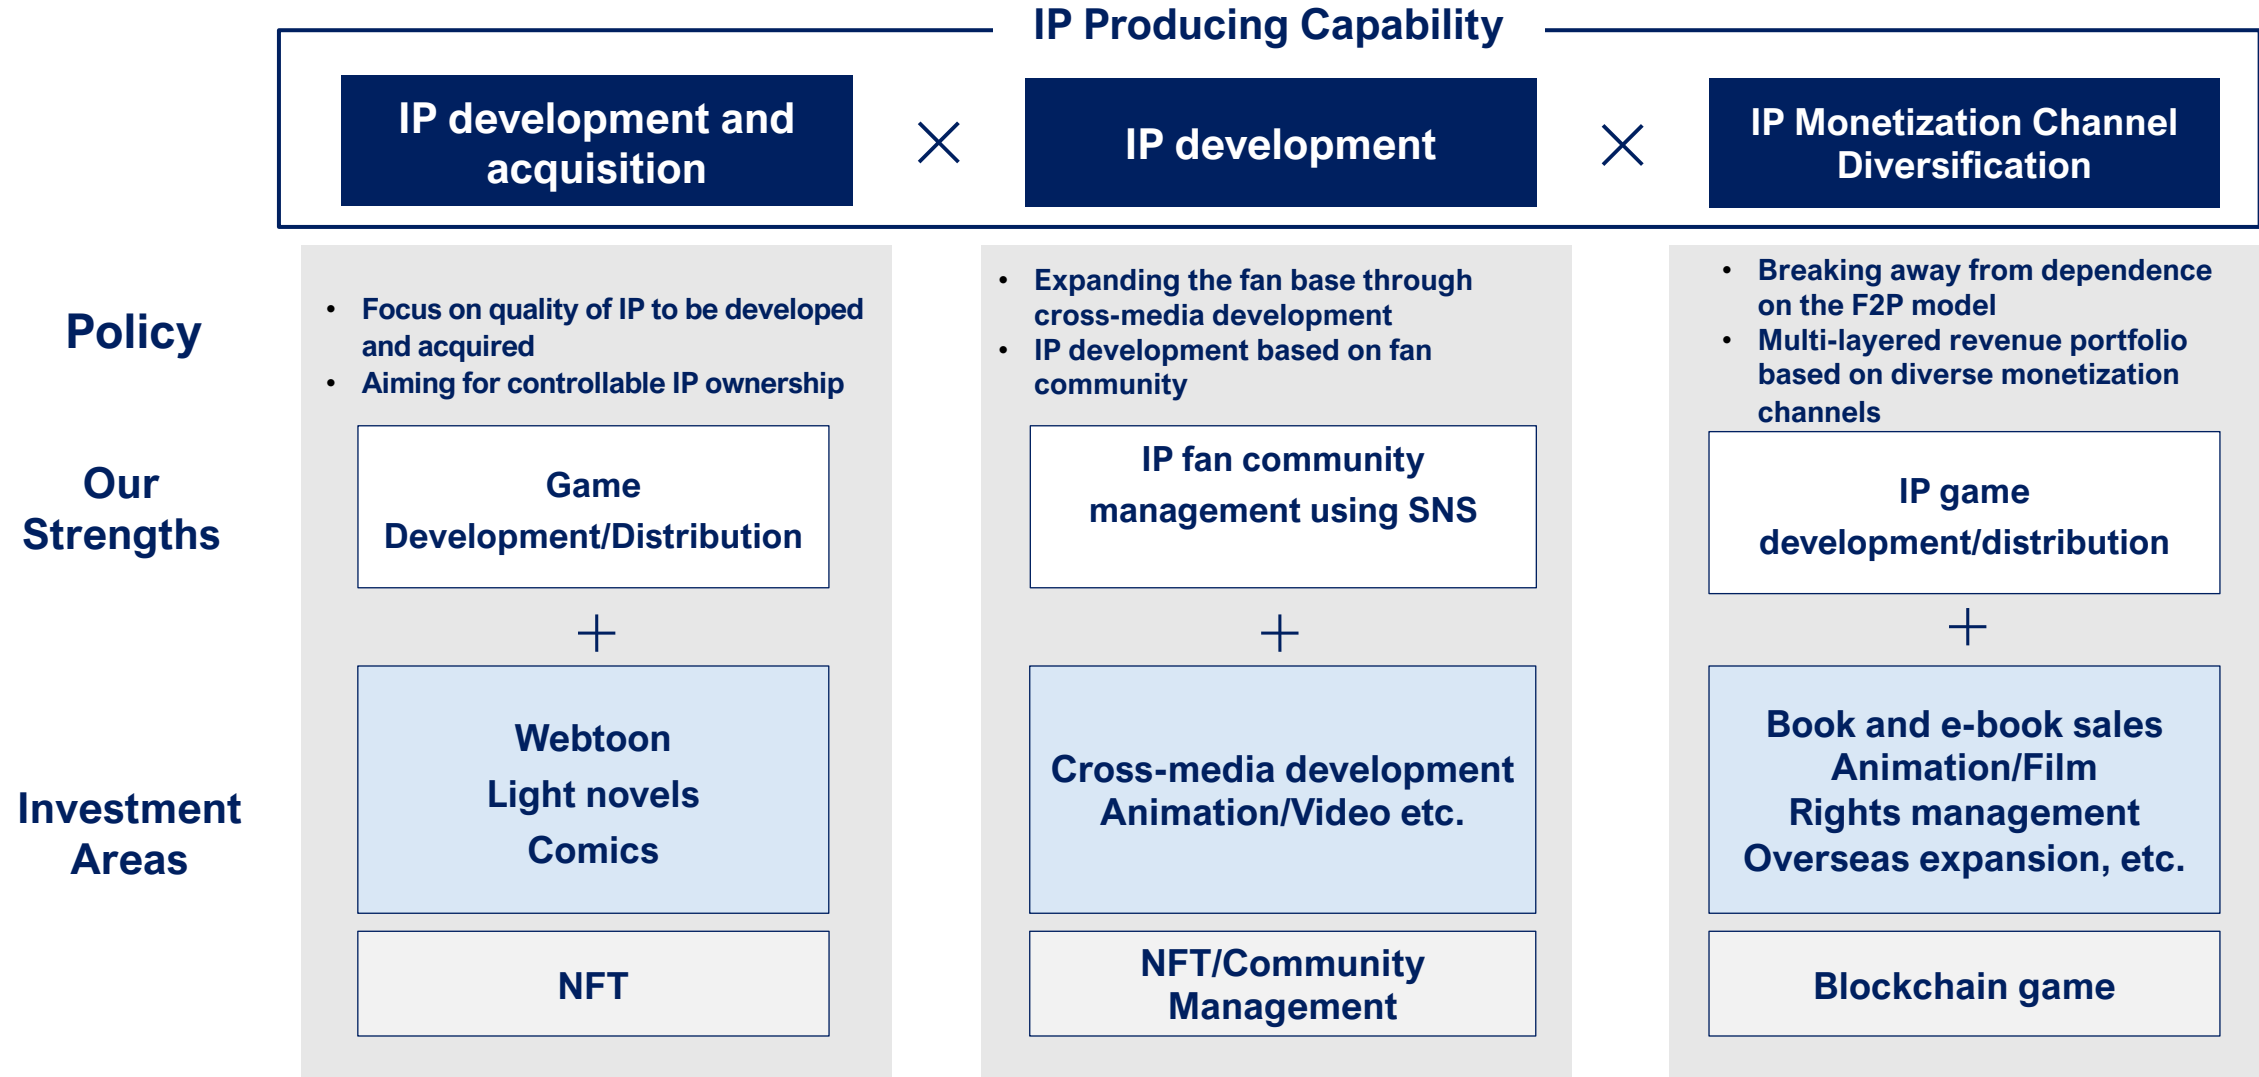 IP Producing Capability
IP development and
acquisition
×
IP development
×
IP Monetization Channel
Diversification
Policy
• Focus on quality of IP to be developed
and acquired
• Aiming for controllable IP ownership
• Expanding the fan base through
cross-media development
• IP development based on fan
community
• Breaking away from dependence
on the F2P model
• Multi-layered revenue portfolio
based on diverse monetization
channels
Our
Strengths
Game
Development/Distribution
IP fan community
management using SNS
IP game
development/distribution
+
+
+
Investment
Areas
Webtoon
Light novels
Comics
Cross-media development
Animation/Video etc.
Book and e-book sales
Animation/Film
Rights management
Overseas expansion, etc.
NFT
NFT/Community
Management
Blockchain game